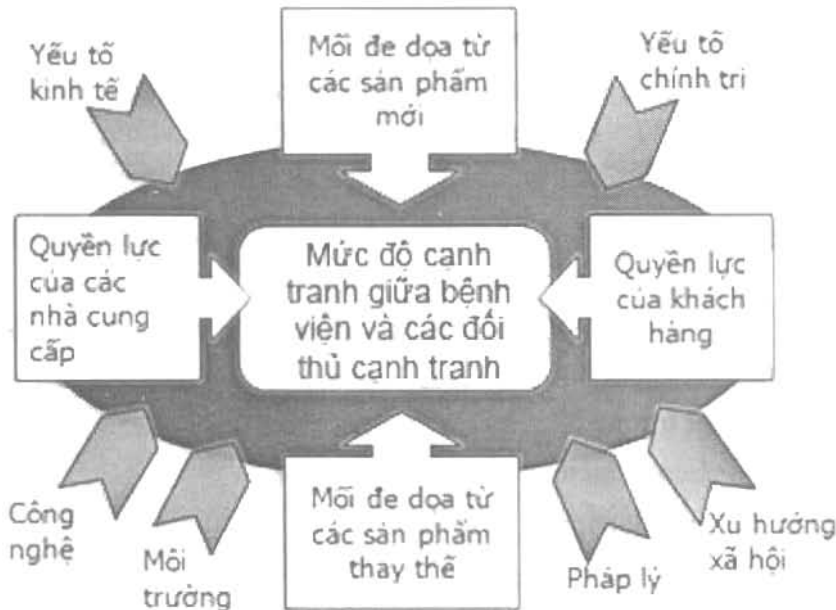 Yếu tố
kinh tế
Mối đe dọa từ
các sản phẩm
mới
Yếu tố
chính tri
Quyền lực
của các
nhà cung
cấp
Mức độ cạnh
tranh giữa bệnh
viện và các đối
thủ cạnh tranh
Quyền lực
của khách
hàng
Công
nghệ
Môi
trường
Mối đe dọa từ
các sản phẩm
thay thế
Pháp lý
Xu hướng
xã hội